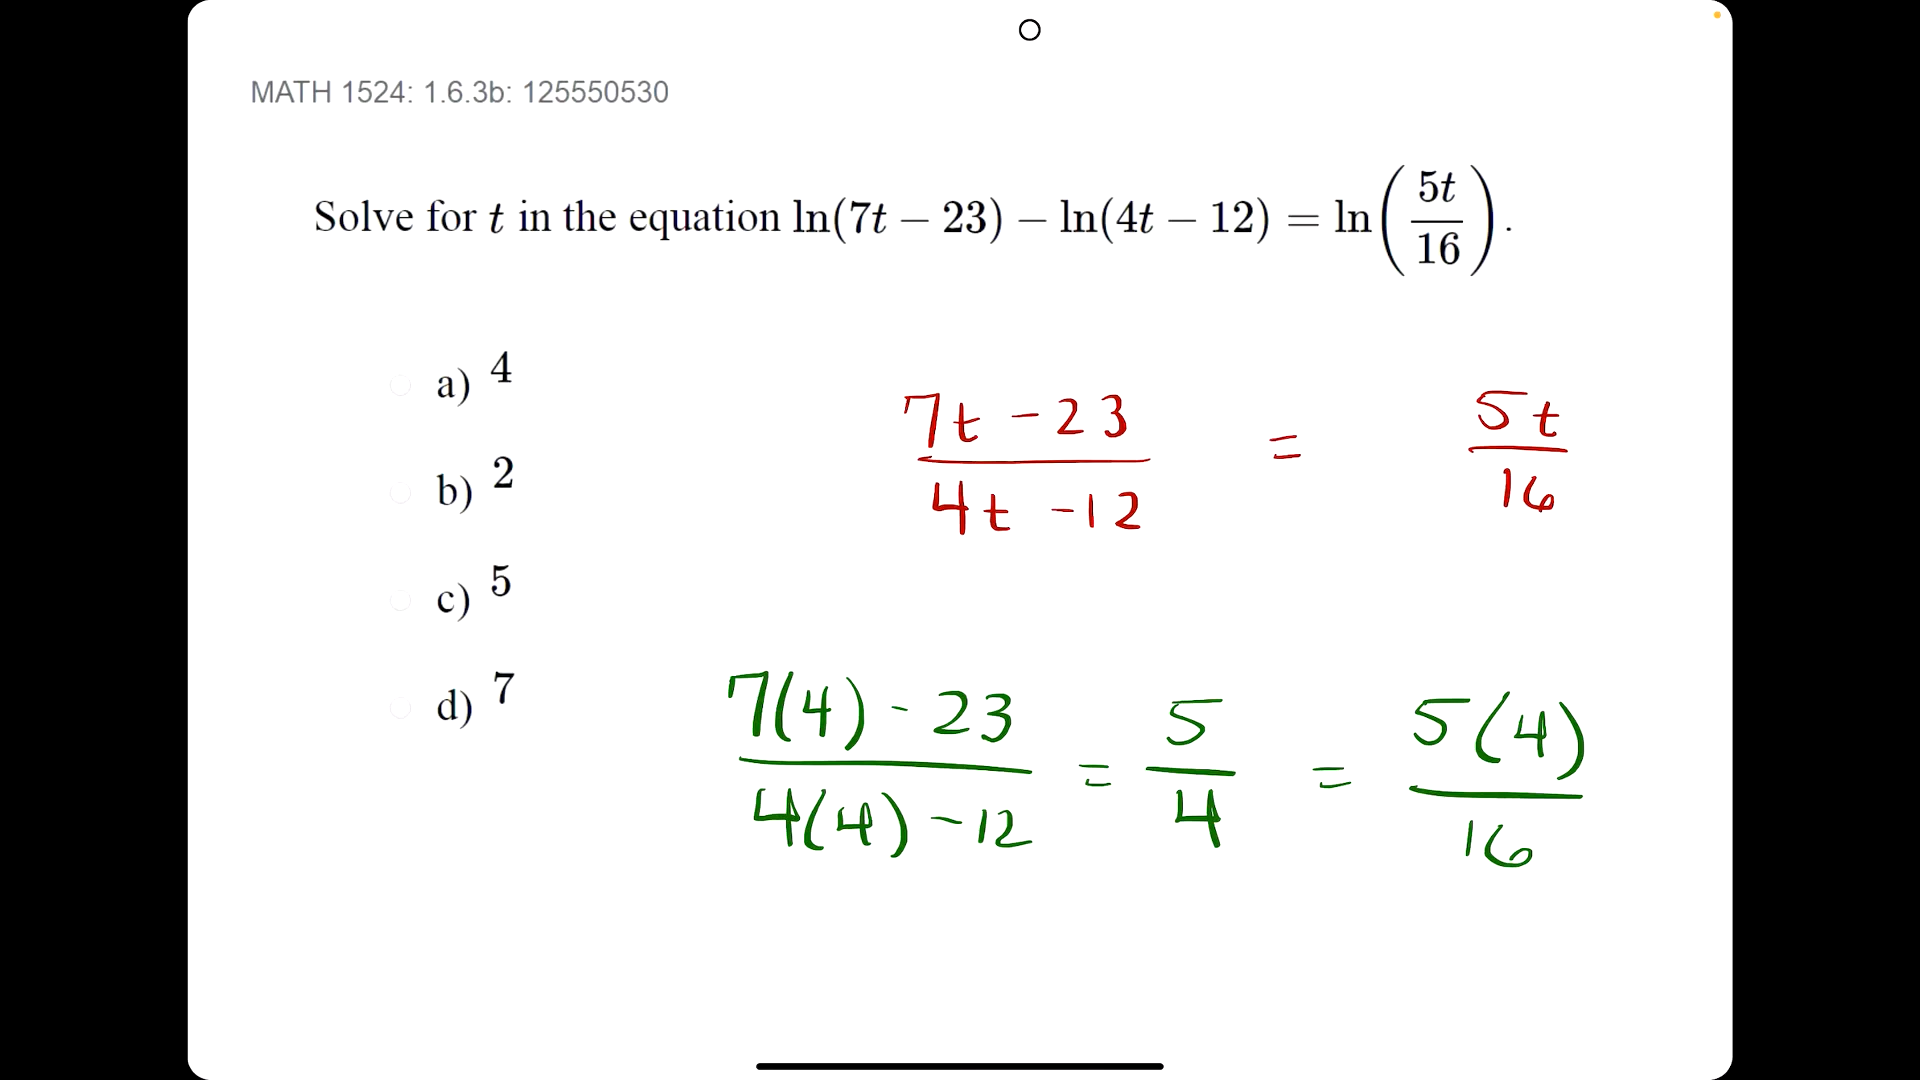 MATH 1524: 1.6.3b: 125550530
Solve for t in the equation ln(7t − 23) − ln(4t − 12) = ln(5t/16).
a) 4
b) 2
c) 5
d) 7
7t - 23 / 4t - 12 = 5t / 16
7(4) - 23 / 4(4) - 12 = 5 / 4 = 5(4) / 16